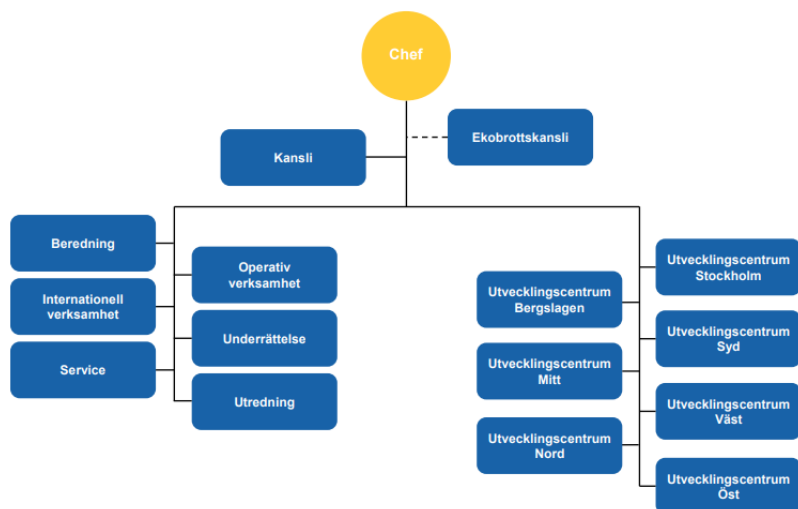 Chef
Ekobrottskansli
Kansli
Beredning
Operativ
verksamhet
Internationell
verksamhet
Underrättelse
Service
Utredning
Utvecklingscentrum
Stockholm
Utvecklingscentrum
Bergslagen
Utvecklingscentrum
Syd
Utvecklingscentrum
Mitt
Utvecklingscentrum
Väst
Utvecklingscentrum
Nord
Utvecklingscentrum
Öst